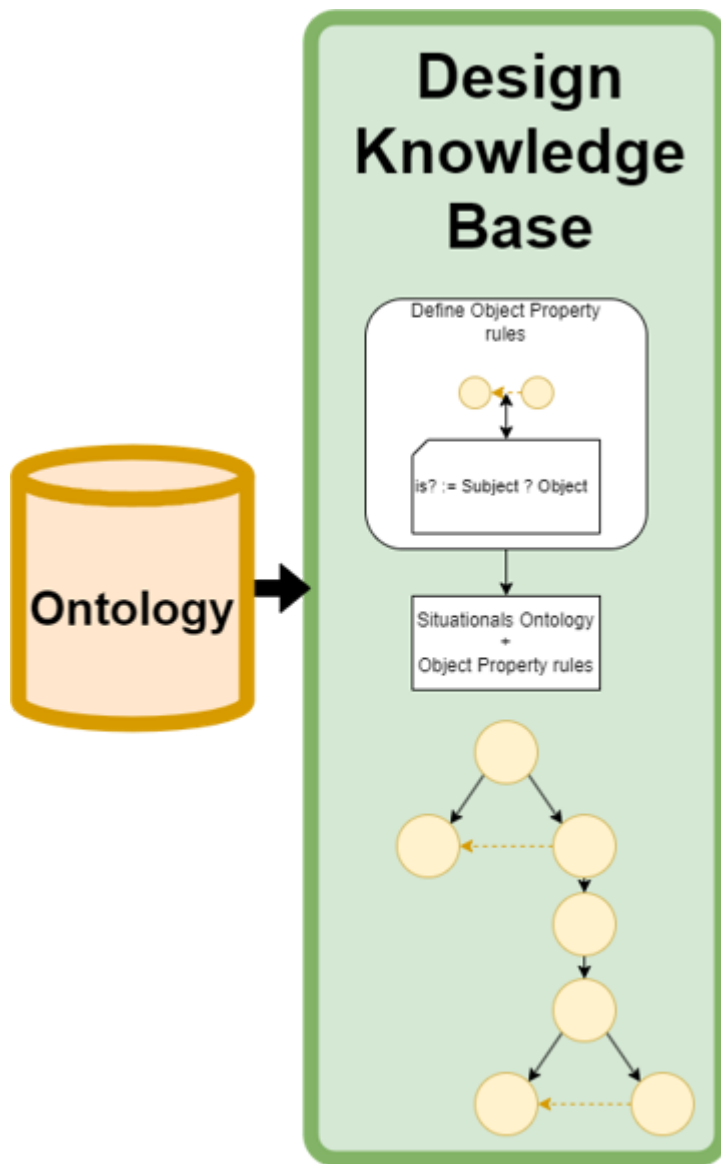 Design
Knowledge
Base
Define Object Property
rules
is? := Subject ? Object
Ontology
Situationals Ontology
+
Object Property rules